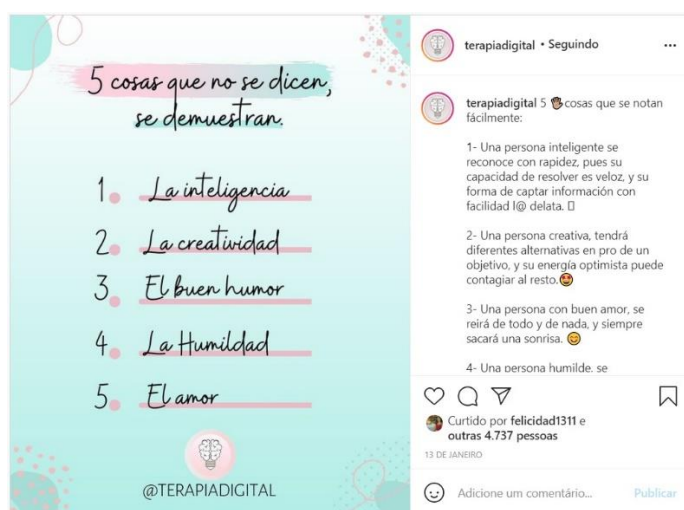 5 cosas que no se dicen,
se demuestran.
1. La inteligencia
2. La creatividad
3. El buen humor
4. La Humildad
5. El amor
@TERAPIADIGITAL
terapiadigital • Seguindo
terapiadigital 5 🖐 cosas que se notan
fácilmente:
1- Una persona inteligente se
reconoce con rapidez, pues su
capacidad de resolver es veloz, y su
forma de captar información con
facilidad l@ delata.
2- Una persona creativa, tendrá
diferentes alternativas en pro de un
objetivo, y su energía optimista puede
contagiar al resto.🤩
3- Una persona con buen amor, se
reirá de todo y de nada, y siempre
sacará una sonrisa. 😊
4- Una persona humilde, se
Curtido por felicidad1311 e
outras 4.737 pessoas
13 DE JANEIRO
Adicione um comentário... Publicar